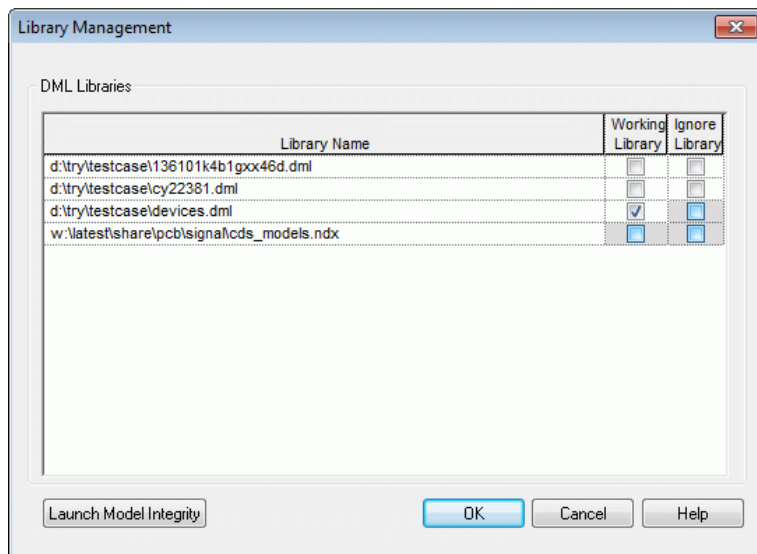 Library Management
DML Libraries
Library Name
Working Library
Ignore Library
d:\try\testcase\136101k4b1gxx46d.dml
d:\try\testcase\cy22381.dml
d:\try\testcase\devices.dml
w:\latest\share\pcb\signal\cds_models.ndx
Launch Model Integrity
OK
Cancel
Help